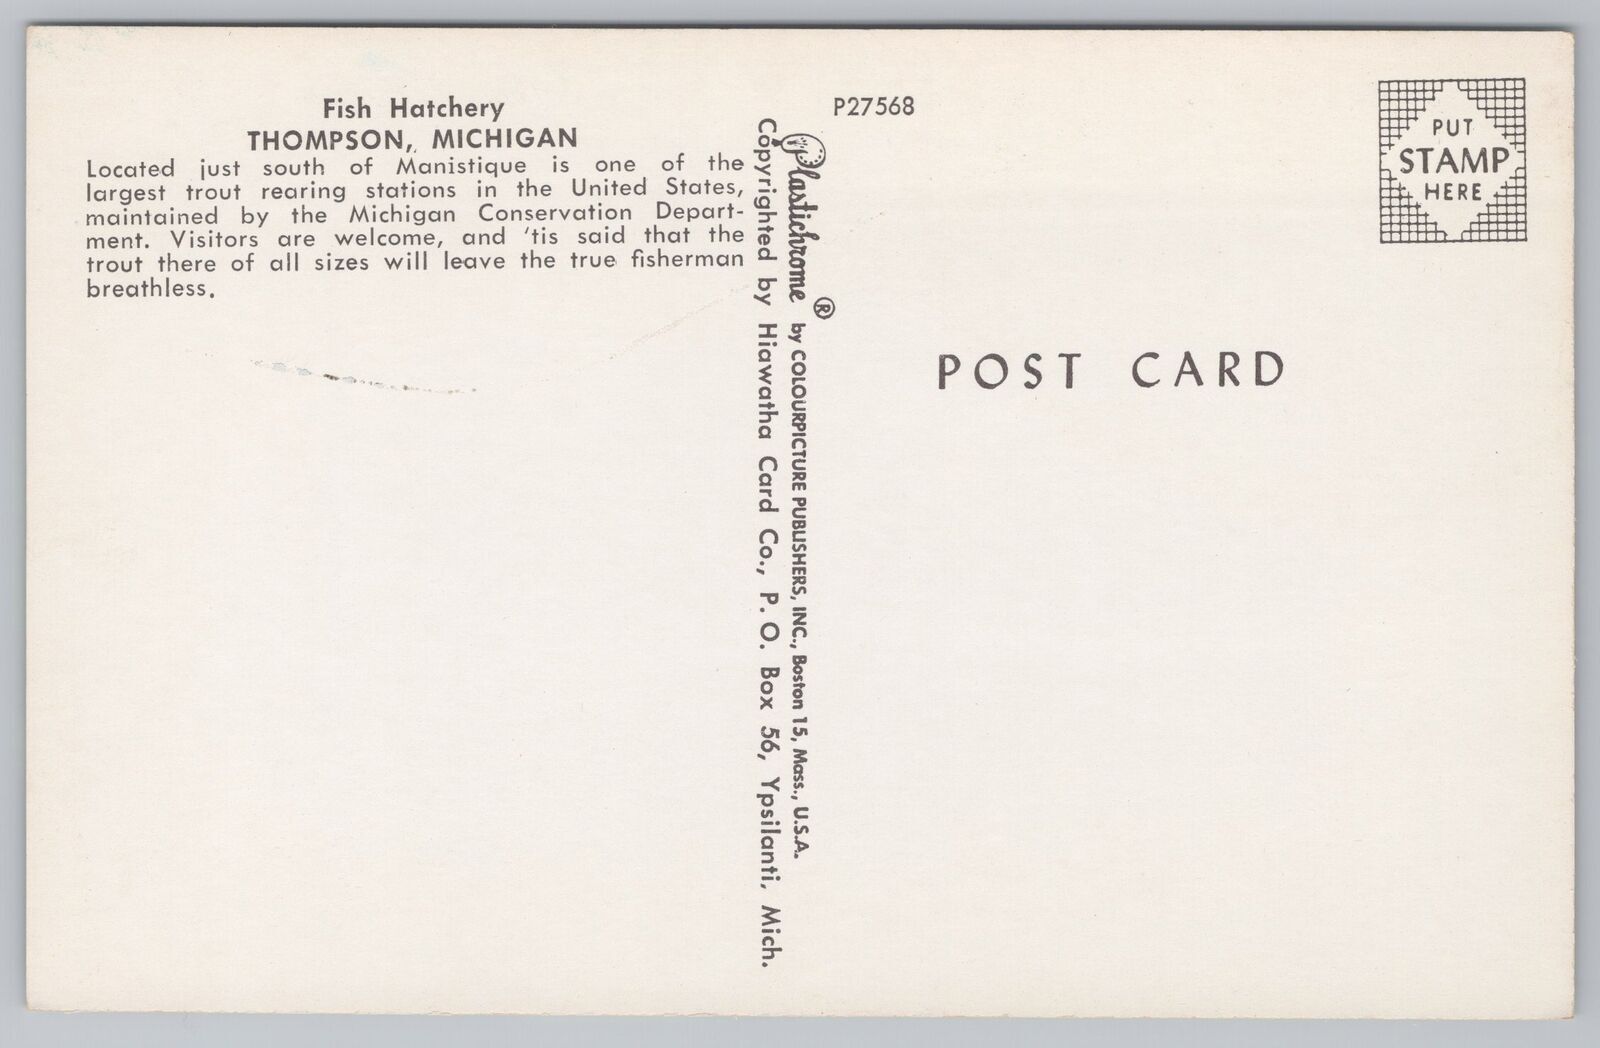 Fish Hatchery
THOMPSON, MICHIGAN
Located just south of Manistique is one of the
largest trout rearing stations in the United States,
maintained by the Michigan Conservation Depart-
ment. Visitors are welcome, and 'tis said that the
trout there of all sizes will leave the true fisherman
breathless.
P27568
Plastichrome ® by COLOURPICTURE PUBLISHERS, INC., Boston 15, Mass., U.S.A.
Copyrighted by Hiawatha Card Co., P. O. Box 56, Ypsilanti, Mich.
PUT
STAMP
HERE
POST CARD